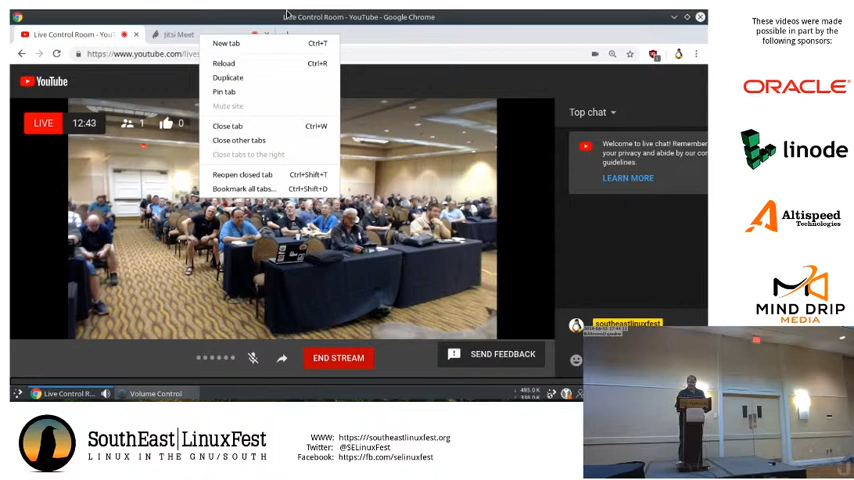 Live Control Room - YouTube - Google Chrome
Live Control Room - You
Jitsi Meet
https://www.youtube.com/lives
YouTube
LIVE 12:43 1 0
New tab Ctrl+T
Reload Ctrl+R
Duplicate
Pin tab
Mute site
Close tab Ctrl+W
Close other tabs
Close tabs to the right
Reopen closed tab Ctrl+Shift+T
Bookmark all tabs... Ctrl+Shift+D
Top chat
Welcome to live chat! Remember
your privacy and abide by our com
guidelines.
LEARN MORE
southeastlinuxfest
END STREAM
SEND FEEDBACK
Live Control R...
Volume Control
These videos were made
possible in part by the
following sponsors:
ORACLE®
linode
Altispeed
Technologies
MIND DRIP
MEDIA
SouthEast|LinuxFest
LINUX IN THE GNU/SOUTH
WWW: https://southeastlinuxfest.org
Twitter: @SELinuxFest
Facebook: https://fb.com/selinuxfest